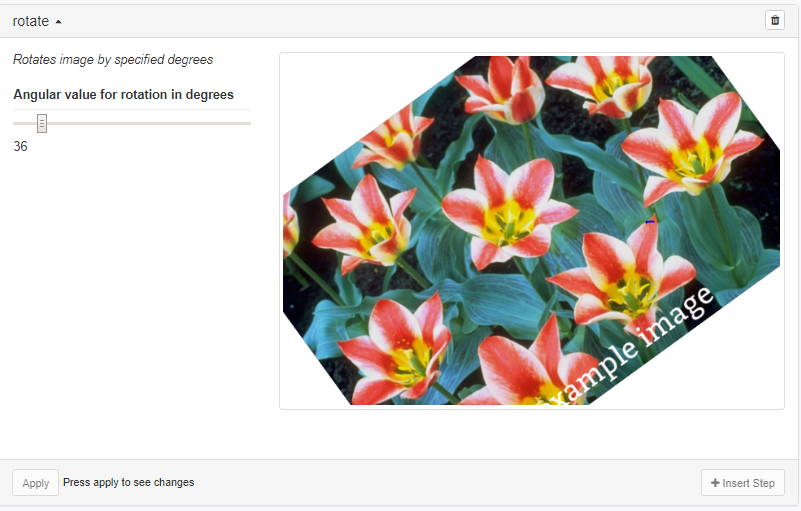 rotate
Rotates image by specified degrees
Angular value for rotation in degrees
36
example image
Apply Press apply to see changes
Insert Step